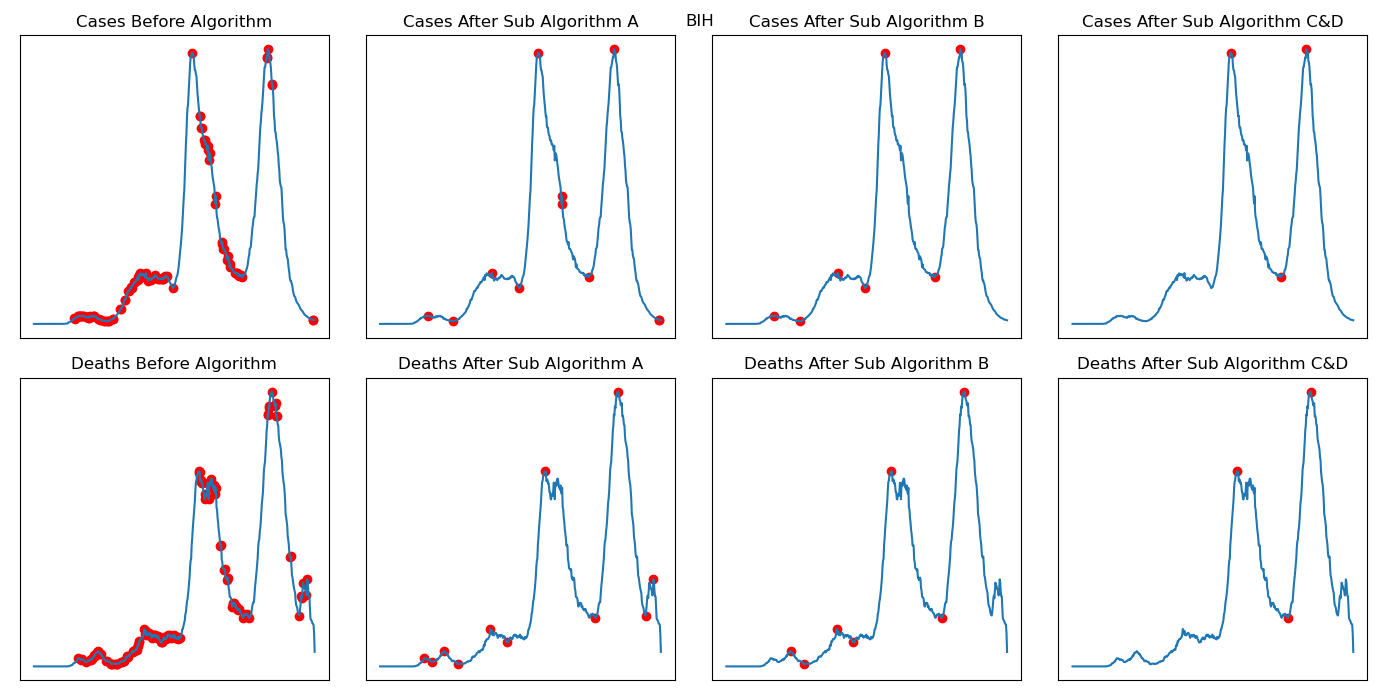 BIH
Cases Before Algorithm
Cases After Sub Algorithm A
Cases After Sub Algorithm B
Cases After Sub Algorithm C&D
Deaths Before Algorithm
Deaths After Sub Algorithm A
Deaths After Sub Algorithm B
Deaths After Sub Algorithm C&D